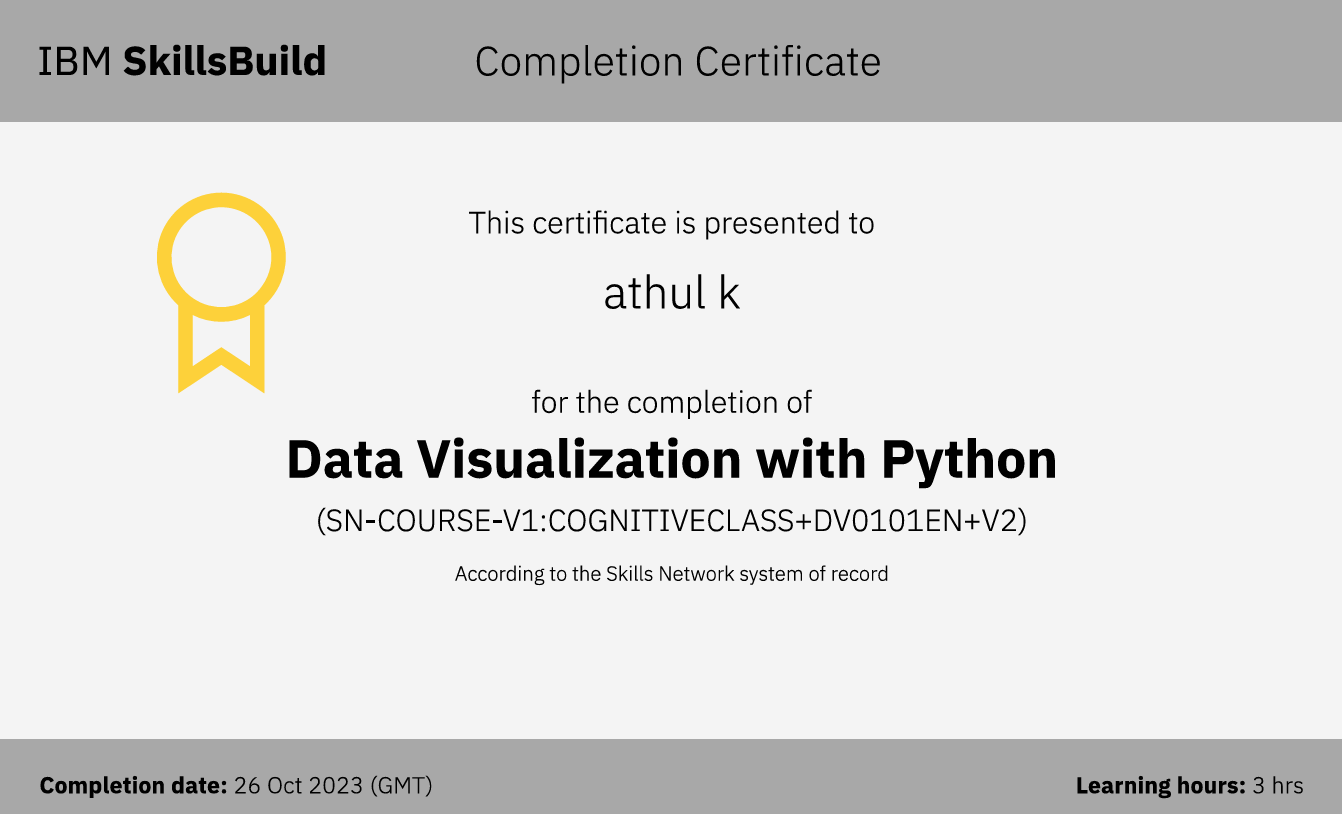 IBM SkillsBuild
Completion Certificate
This certificate is presented to
athul k
for the completion of
Data Visualization with Python
(SN-COURSE-V1:COGNITIVECLASS+DV0101EN+V2)
According to the Skills Network system of record
Completion date: 26 Oct 2023 (GMT)
Learning hours: 3 hrs